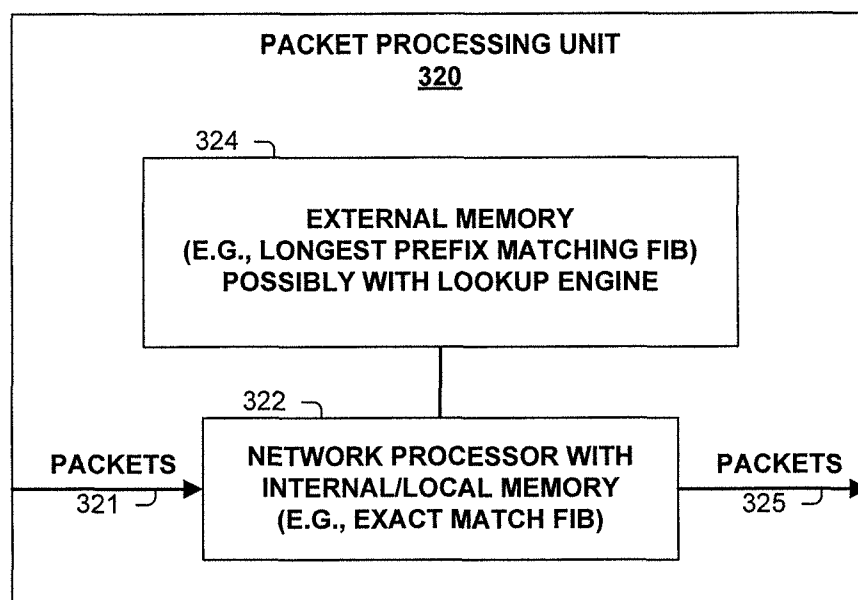 PACKET PROCESSING UNIT
320
324
EXTERNAL MEMORY
(E.G., LONGEST PREFIX MATCHING FIB)
POSSIBLY WITH LOOKUP ENGINE
322
PACKETS
321
NETWORK PROCESSOR WITH
INTERNAL/LOCAL MEMORY
(E.G., EXACT MATCH FIB)
PACKETS
325